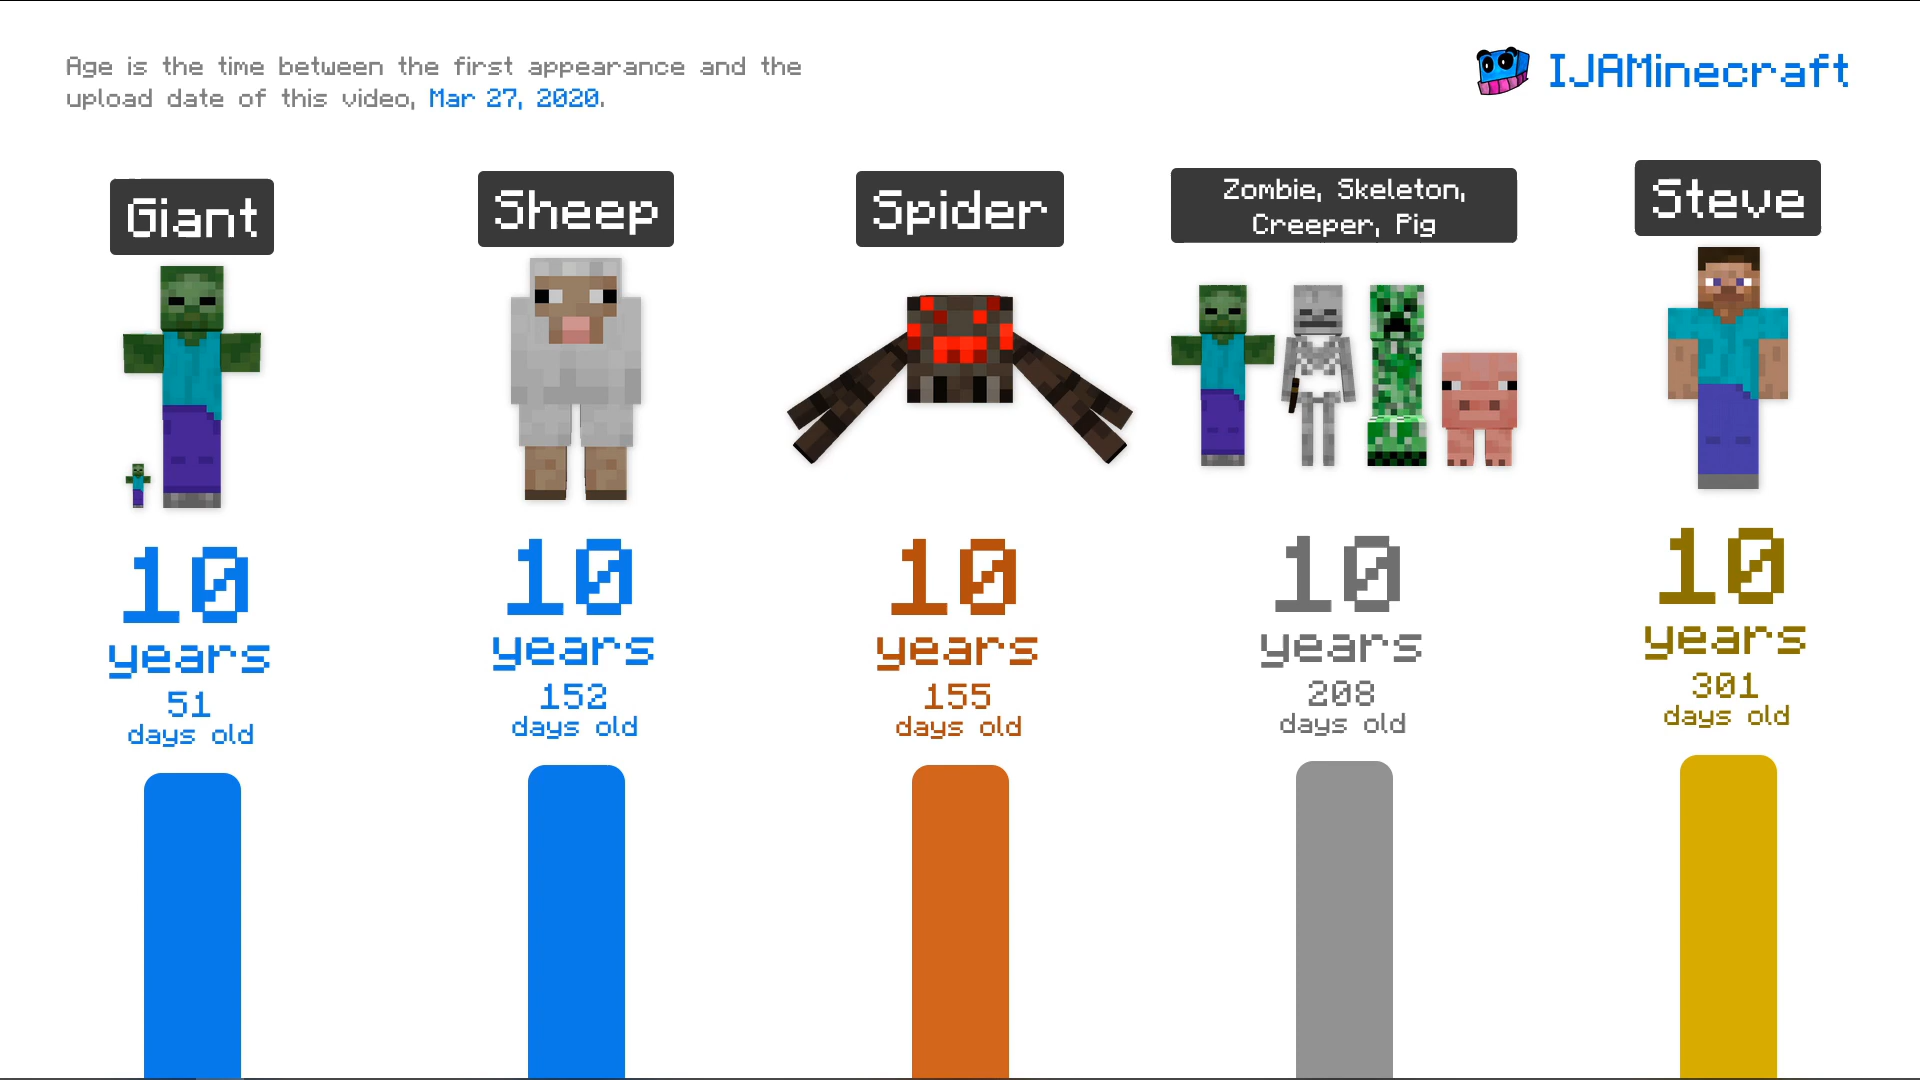 Age is the time between the first appearance and the
upload date of this video, Mar 27, 2020.
IJAMinecraft
Giant
10
years
51
days old
Sheep
10
years
152
days old
Spider
10
years
155
days old
Zombie, Skeleton,
Creeper, Pig
10
years
208
days old
Steve
10
years
301
days old